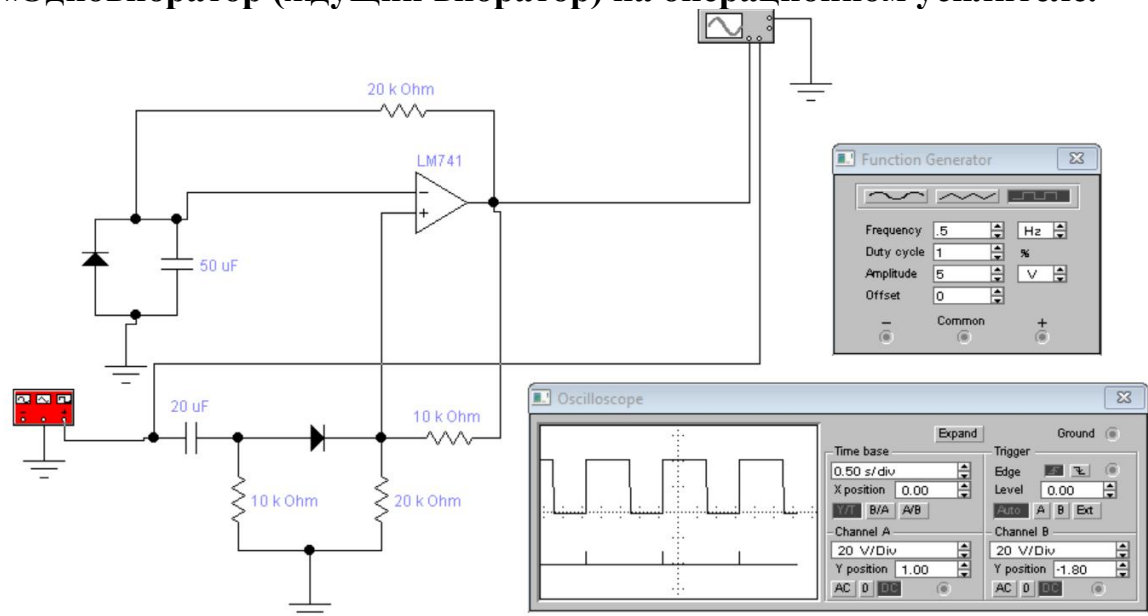 «Одновибратор (ждущий вибратор) на операционном усилителе.
20 k Ohm
LM741
50 uF
20 uF
10 k Ohm
10 k Ohm
20 k Ohm
Function Generator
Frequency .5 Hz
Duty cycle 1 %
Amplitude 5 V
Offset 0
− Common +
Oscilloscope
Expand Ground
Time base
0.50 s/div
X position 0.00
Y/T B/A A/B
Trigger
Edge
Level 0.00
Auto A B Ext
Channel A
20 V/Div
Y position 1.00
AC 0 DC
Channel B
20 V/Div
Y position -1.80
AC 0 DC